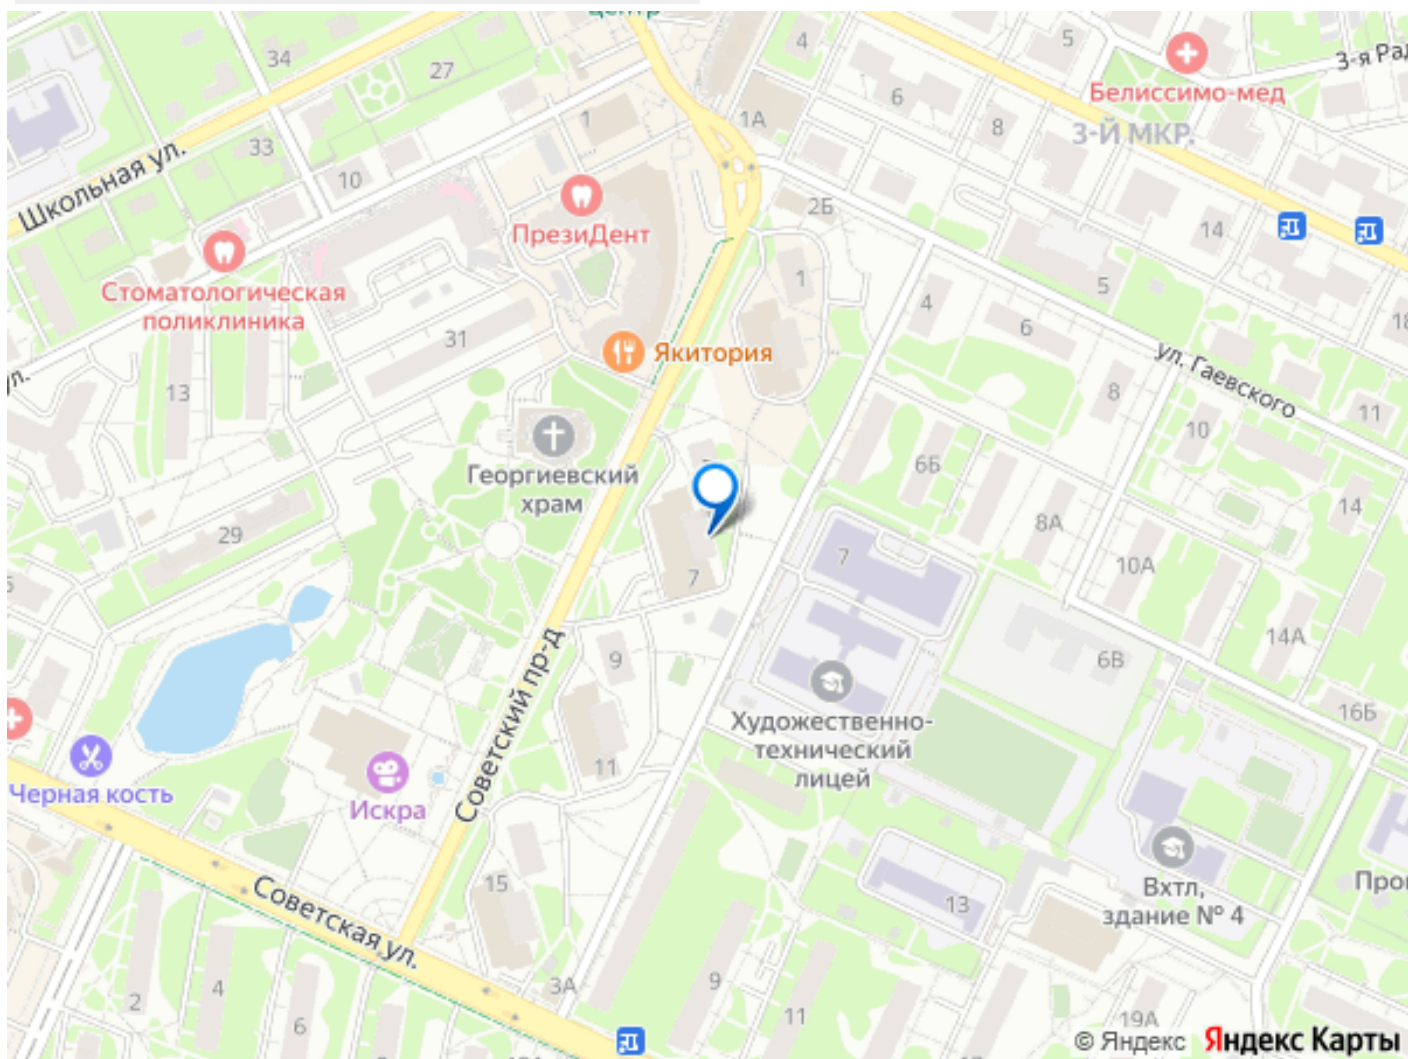 центр
34
27
4
5
3-я Рад
Белиссимо-мед
6
8
3-Й МКР.
1
1А
33
10
Школьная ул.
2Б
14
ПрезиДент
Стоматологическая
поликлиника
1
5
4
6
18
31
Якитория
ул. Гаевского
ул.
13
8
11
10
Георгиевский
храм
6Б
14
8А
29
7
7
10А
14А
9
6В
Художественно-
технический
лицей
16Б
Советский пр-д
11
Черная кость
Искра
15
13
Вхтл,
здание № 4
Про
Советская ул.
2
4
6
3А
9
11
19А
© Яндекс Яндекс Карты